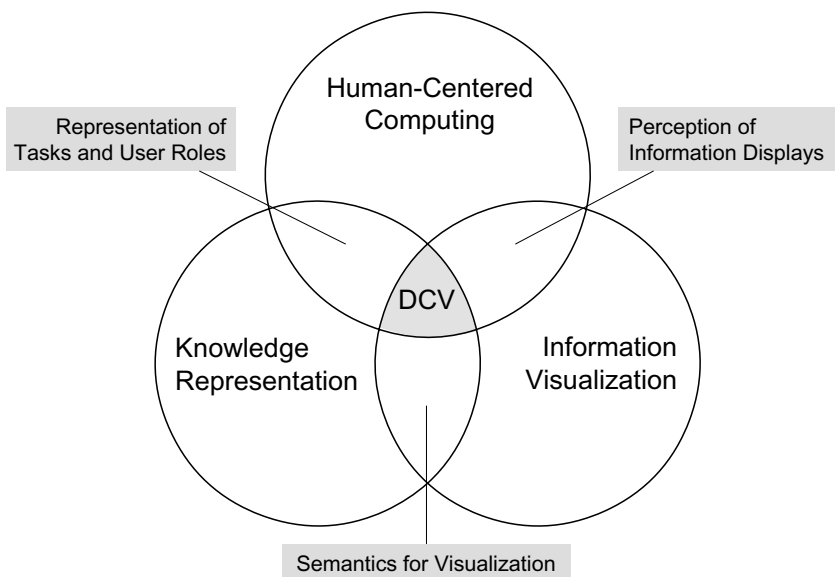 Human-Centered
Computing
Representation of
Tasks and User Roles
Perception of
Information Displays
DCV
Knowledge
Representation
Information
Visualization
Semantics for Visualization